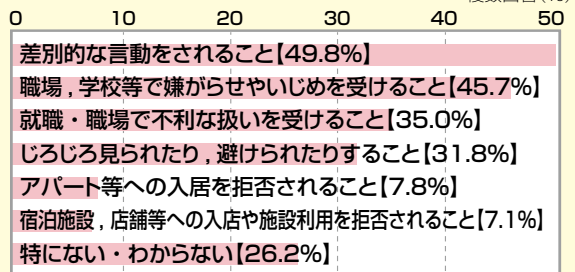 複数回答(%)
0 10 20 30 40 50
差別的な言動をされること【49.8%】
職場,学校等で嫌がらせやいじめを受けること【45.7%】
就職・職場で不利な扱いを受けること【35.0%】
じろじろ見られたり,避けられたりすること【31.8%】
アパート等への入居を拒否されること【7.8%】
宿泊施設,店舗等への入店や施設利用を拒否されること【7.1%】
特にない・わからない【26.2%】